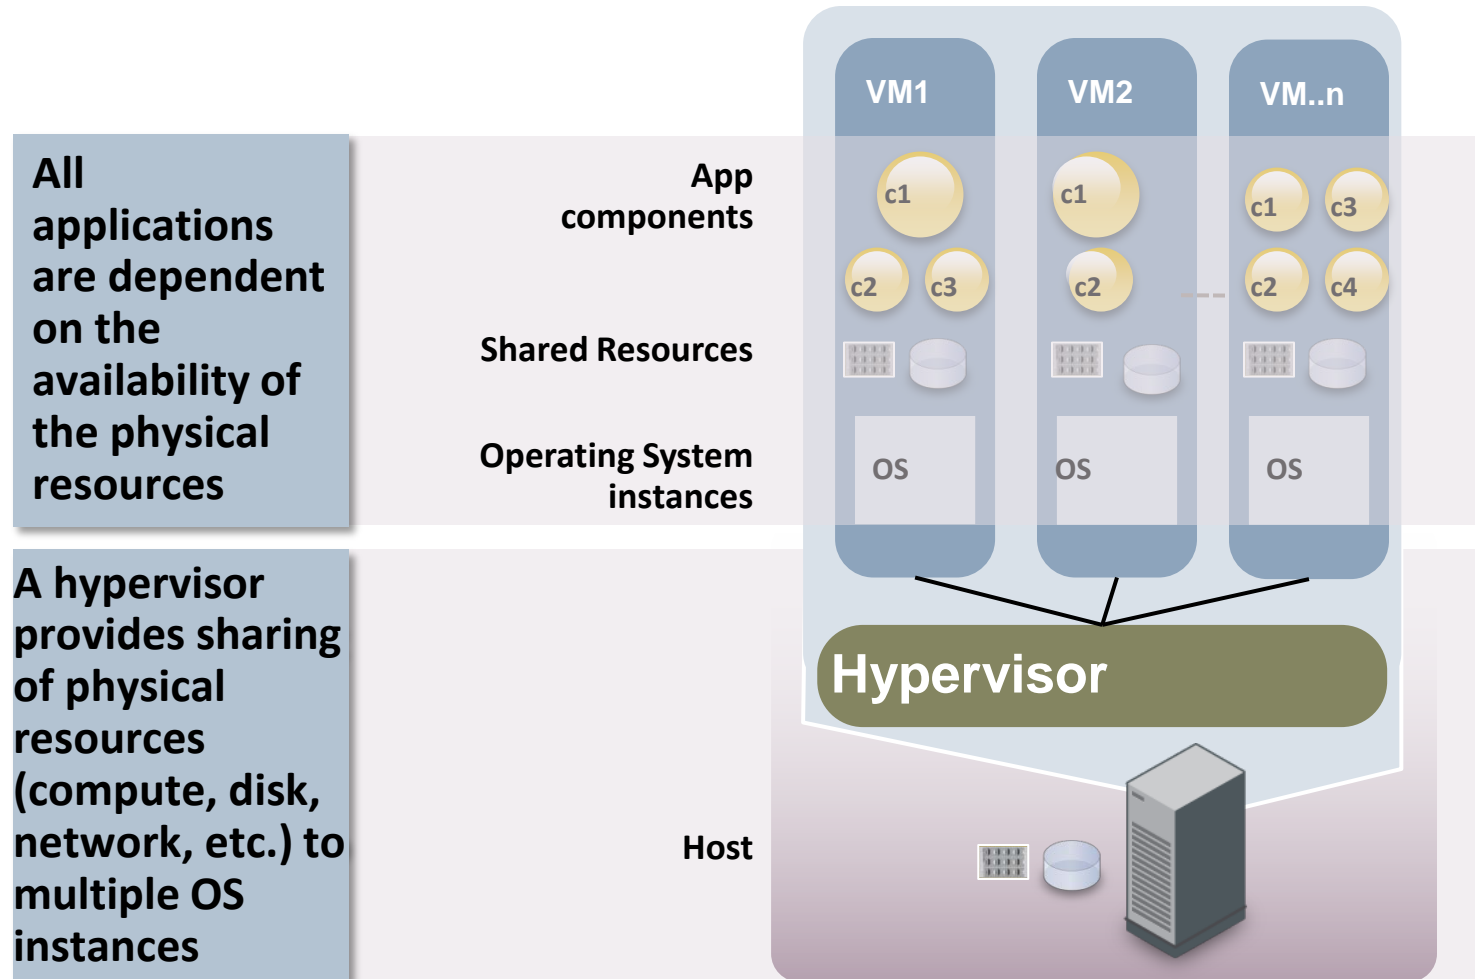 VM1
VM2
VM..n
All
applications
are dependent
on the
availability of
the physical
resources
App
components
c1
c2
c3
c1
c2
c1
c3
c2
c4
Shared Resources
Operating System
instances
OS
OS
OS
A hypervisor
provides sharing
of physical
resources
(compute, disk,
network, etc.) to
multiple OS
instances
Hypervisor
Host